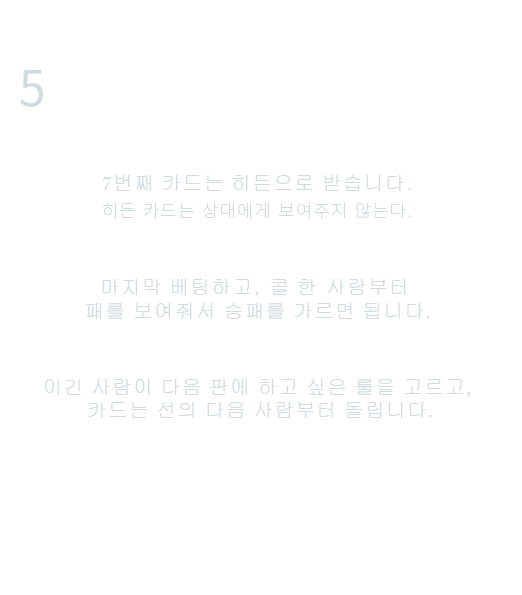 5
7번째 카드는 히든으로 받습니다.
히든 카드는 상대에게 보여주지 않는다.
마지막 베팅하고, 콜 한 사람부터
패를 보여줘서 승패를 가르면 됩니다.
이긴 사람이 다음 판에 하고 싶은 룰을 고르고,
카드는 선의 다음 사람부터 돌립니다.